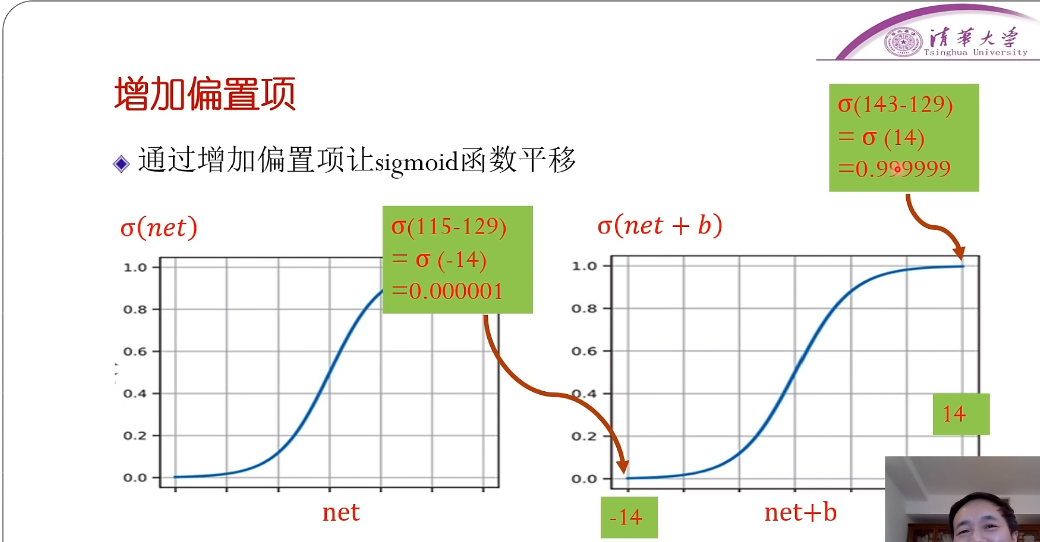 清华大学
Tsinghua University
增加偏置项
通过增加偏置项让sigmoid函数平移
σ(143-129)
= σ (14)
=0.999999
σ(net)
σ(115-129)
= σ (-14)
=0.000001
σ(net + b)
1.0
0.8
0.6
0.4
0.2
0.0
net
1.0
0.8
0.6
0.4
0.2
0.0
14
-14
net+b